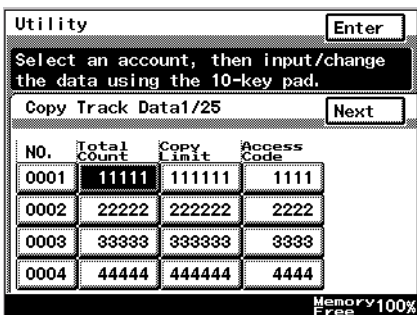 Utility Enter
Select an account, then input/change
the data using the 10-key pad.
Copy Track Data1/25 Next
NO. Total Count Copy Limit Access Code
0001 11111 111111 1111
0002 22222 222222 2222
0003 33333 333333 3333
0004 44444 444444 4444
Memory Free 100%